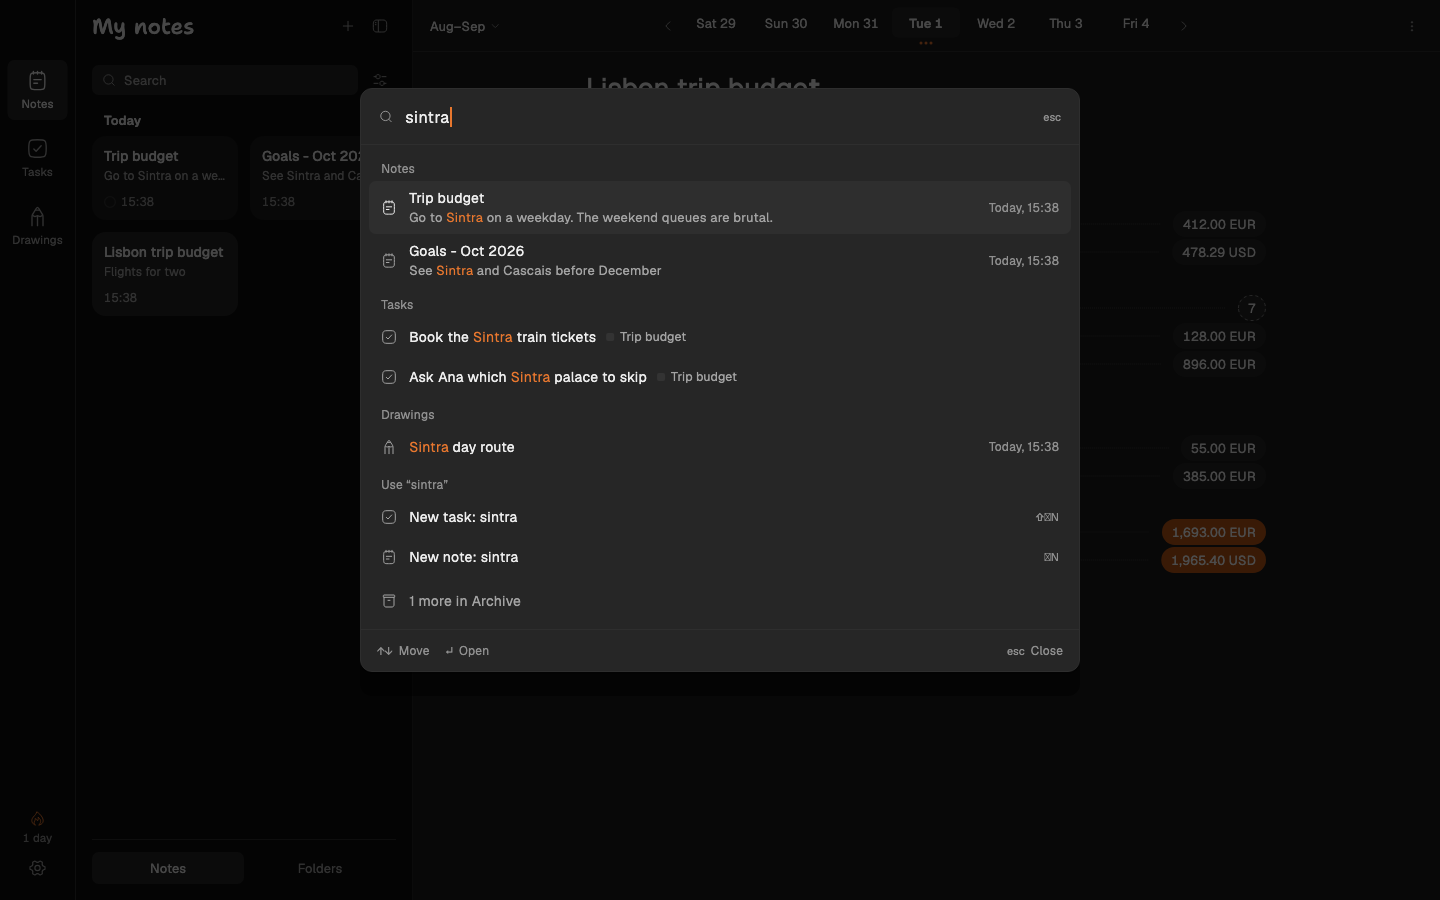 My notes
Aug–Sep
Sat 29
Sun 30
Mon 31
Tue 1
Wed 2
Thu 3
Fri 4
Notes
Tasks
Drawings
Search
Today
Trip budget
Go to Sintra on a we...
15:38
Goals - Oct 202
See Sintra and Ca
15:38
Lisbon trip budget
Flights for two
15:38
Lisbon trip budget
sintra
esc
Notes
Trip budget
Go to Sintra on a weekday. The weekend queues are brutal.
Today, 15:38
Goals - Oct 2026
See Sintra and Cascais before December
Today, 15:38
Tasks
Book the Sintra train tickets
Trip budget
Ask Ana which Sintra palace to skip
Trip budget
Drawings
Sintra day route
Today, 15:38
Use “sintra”
New task: sintra
⇧N
New note: sintra
N
1 more in Archive
Move
Open
esc Close
412.00 EUR
478.29 USD
7
128.00 EUR
896.00 EUR
55.00 EUR
385.00 EUR
1,693.00 EUR
1,965.40 USD
1 day
Notes
Folders